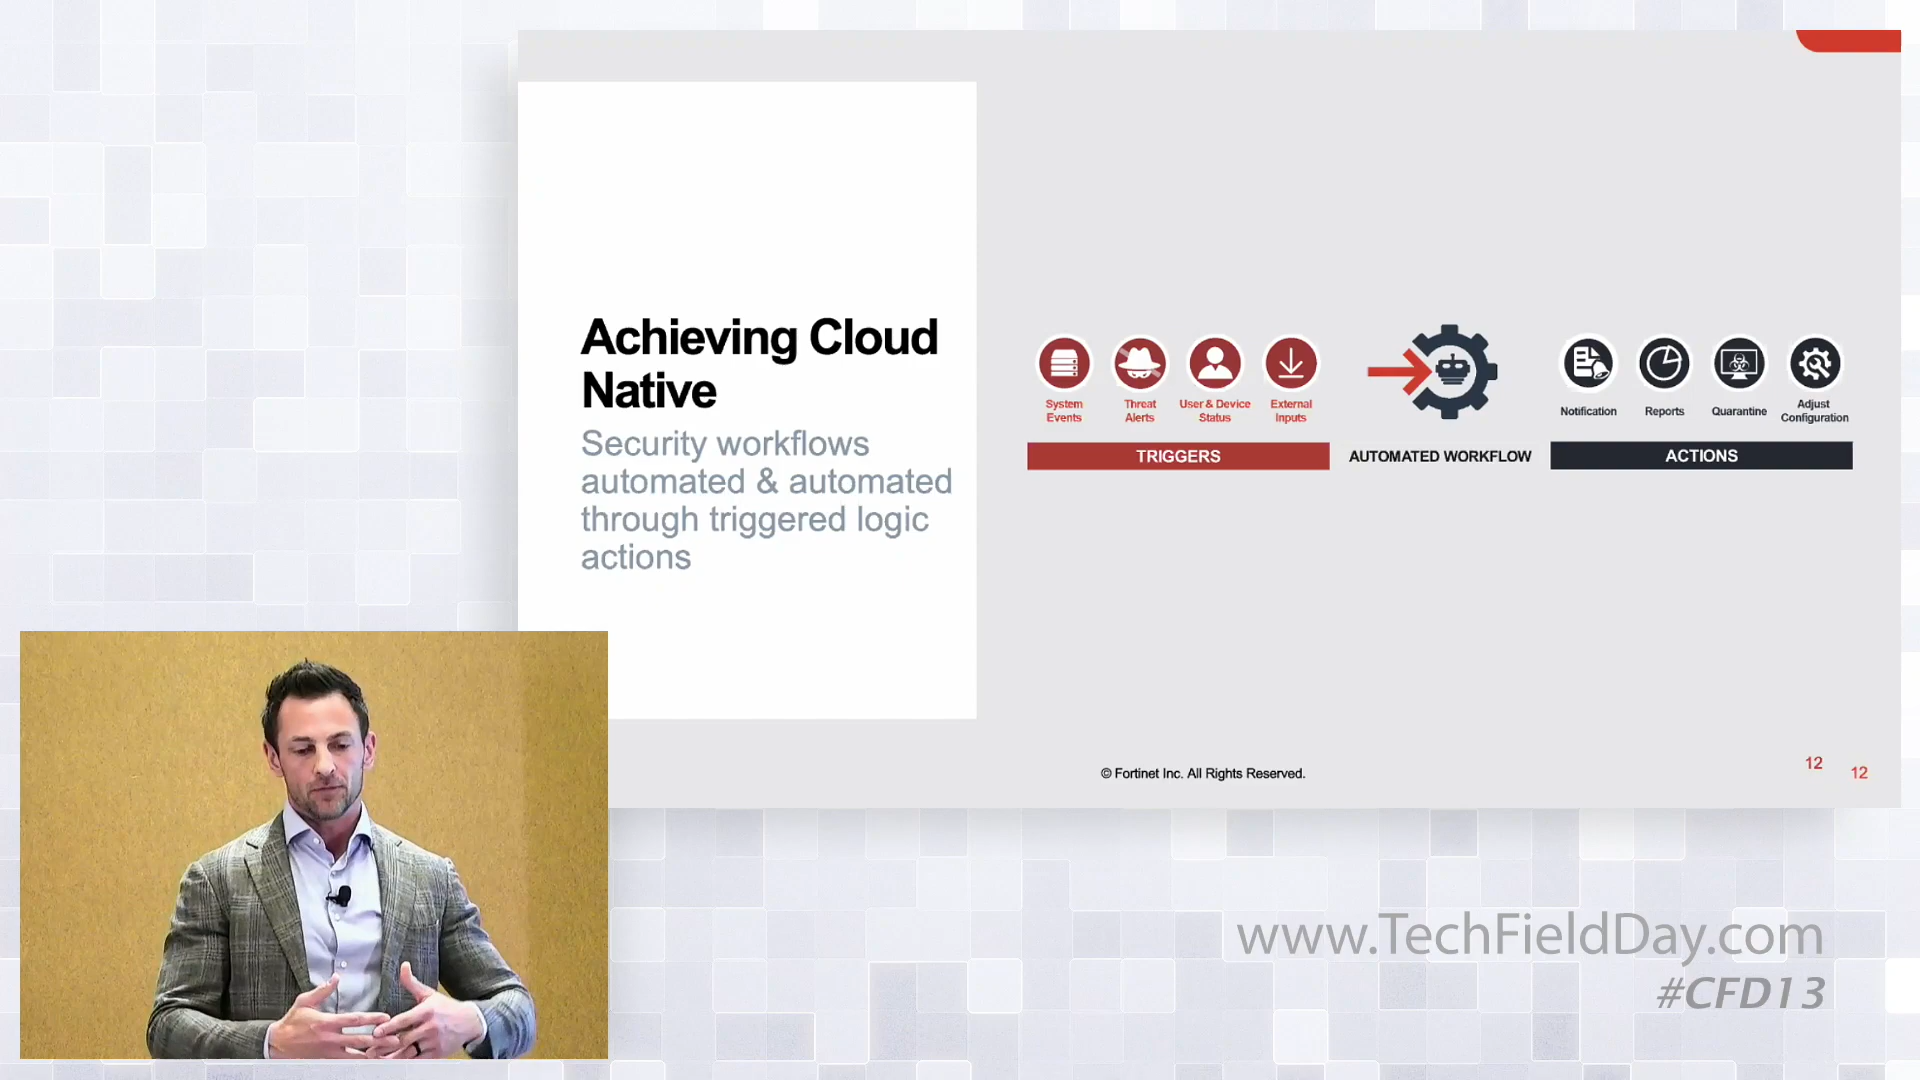 Achieving Cloud
Native
Security workflows
automated & automated
through triggered logic
actions
System
Events
Threat
Alerts
User & Device
Status
External
Inputs
TRIGGERS
AUTOMATED WORKFLOW
Notification
Reports
Quarantine
Adjust
Configuration
ACTIONS
© Fortinet Inc. All Rights Reserved.
12
12
www.TechFieldDay.com
#CFD13